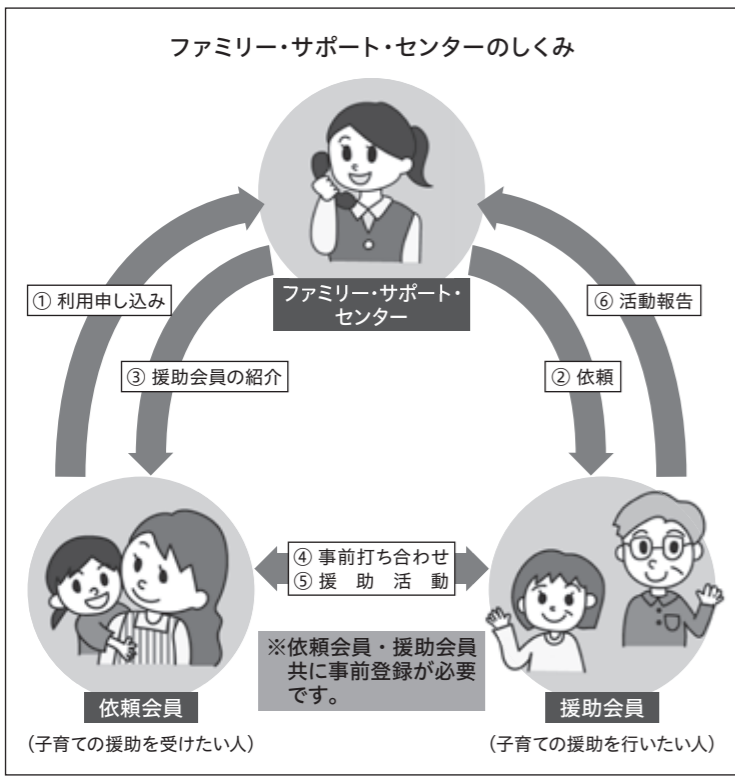 ファミリー・サポート・センターのしくみ
ファミリー・サポート・
センター
① 利用申し込み
⑥ 活動報告
③ 援助会員の紹介
② 依頼
④ 事前打ち合わせ
⑤ 援助活動
※依頼会員・援助会員
共に事前登録が必要
です。
依頼会員
(子育ての援助を受けたい人)
援助会員
(子育ての援助を行いたい人)